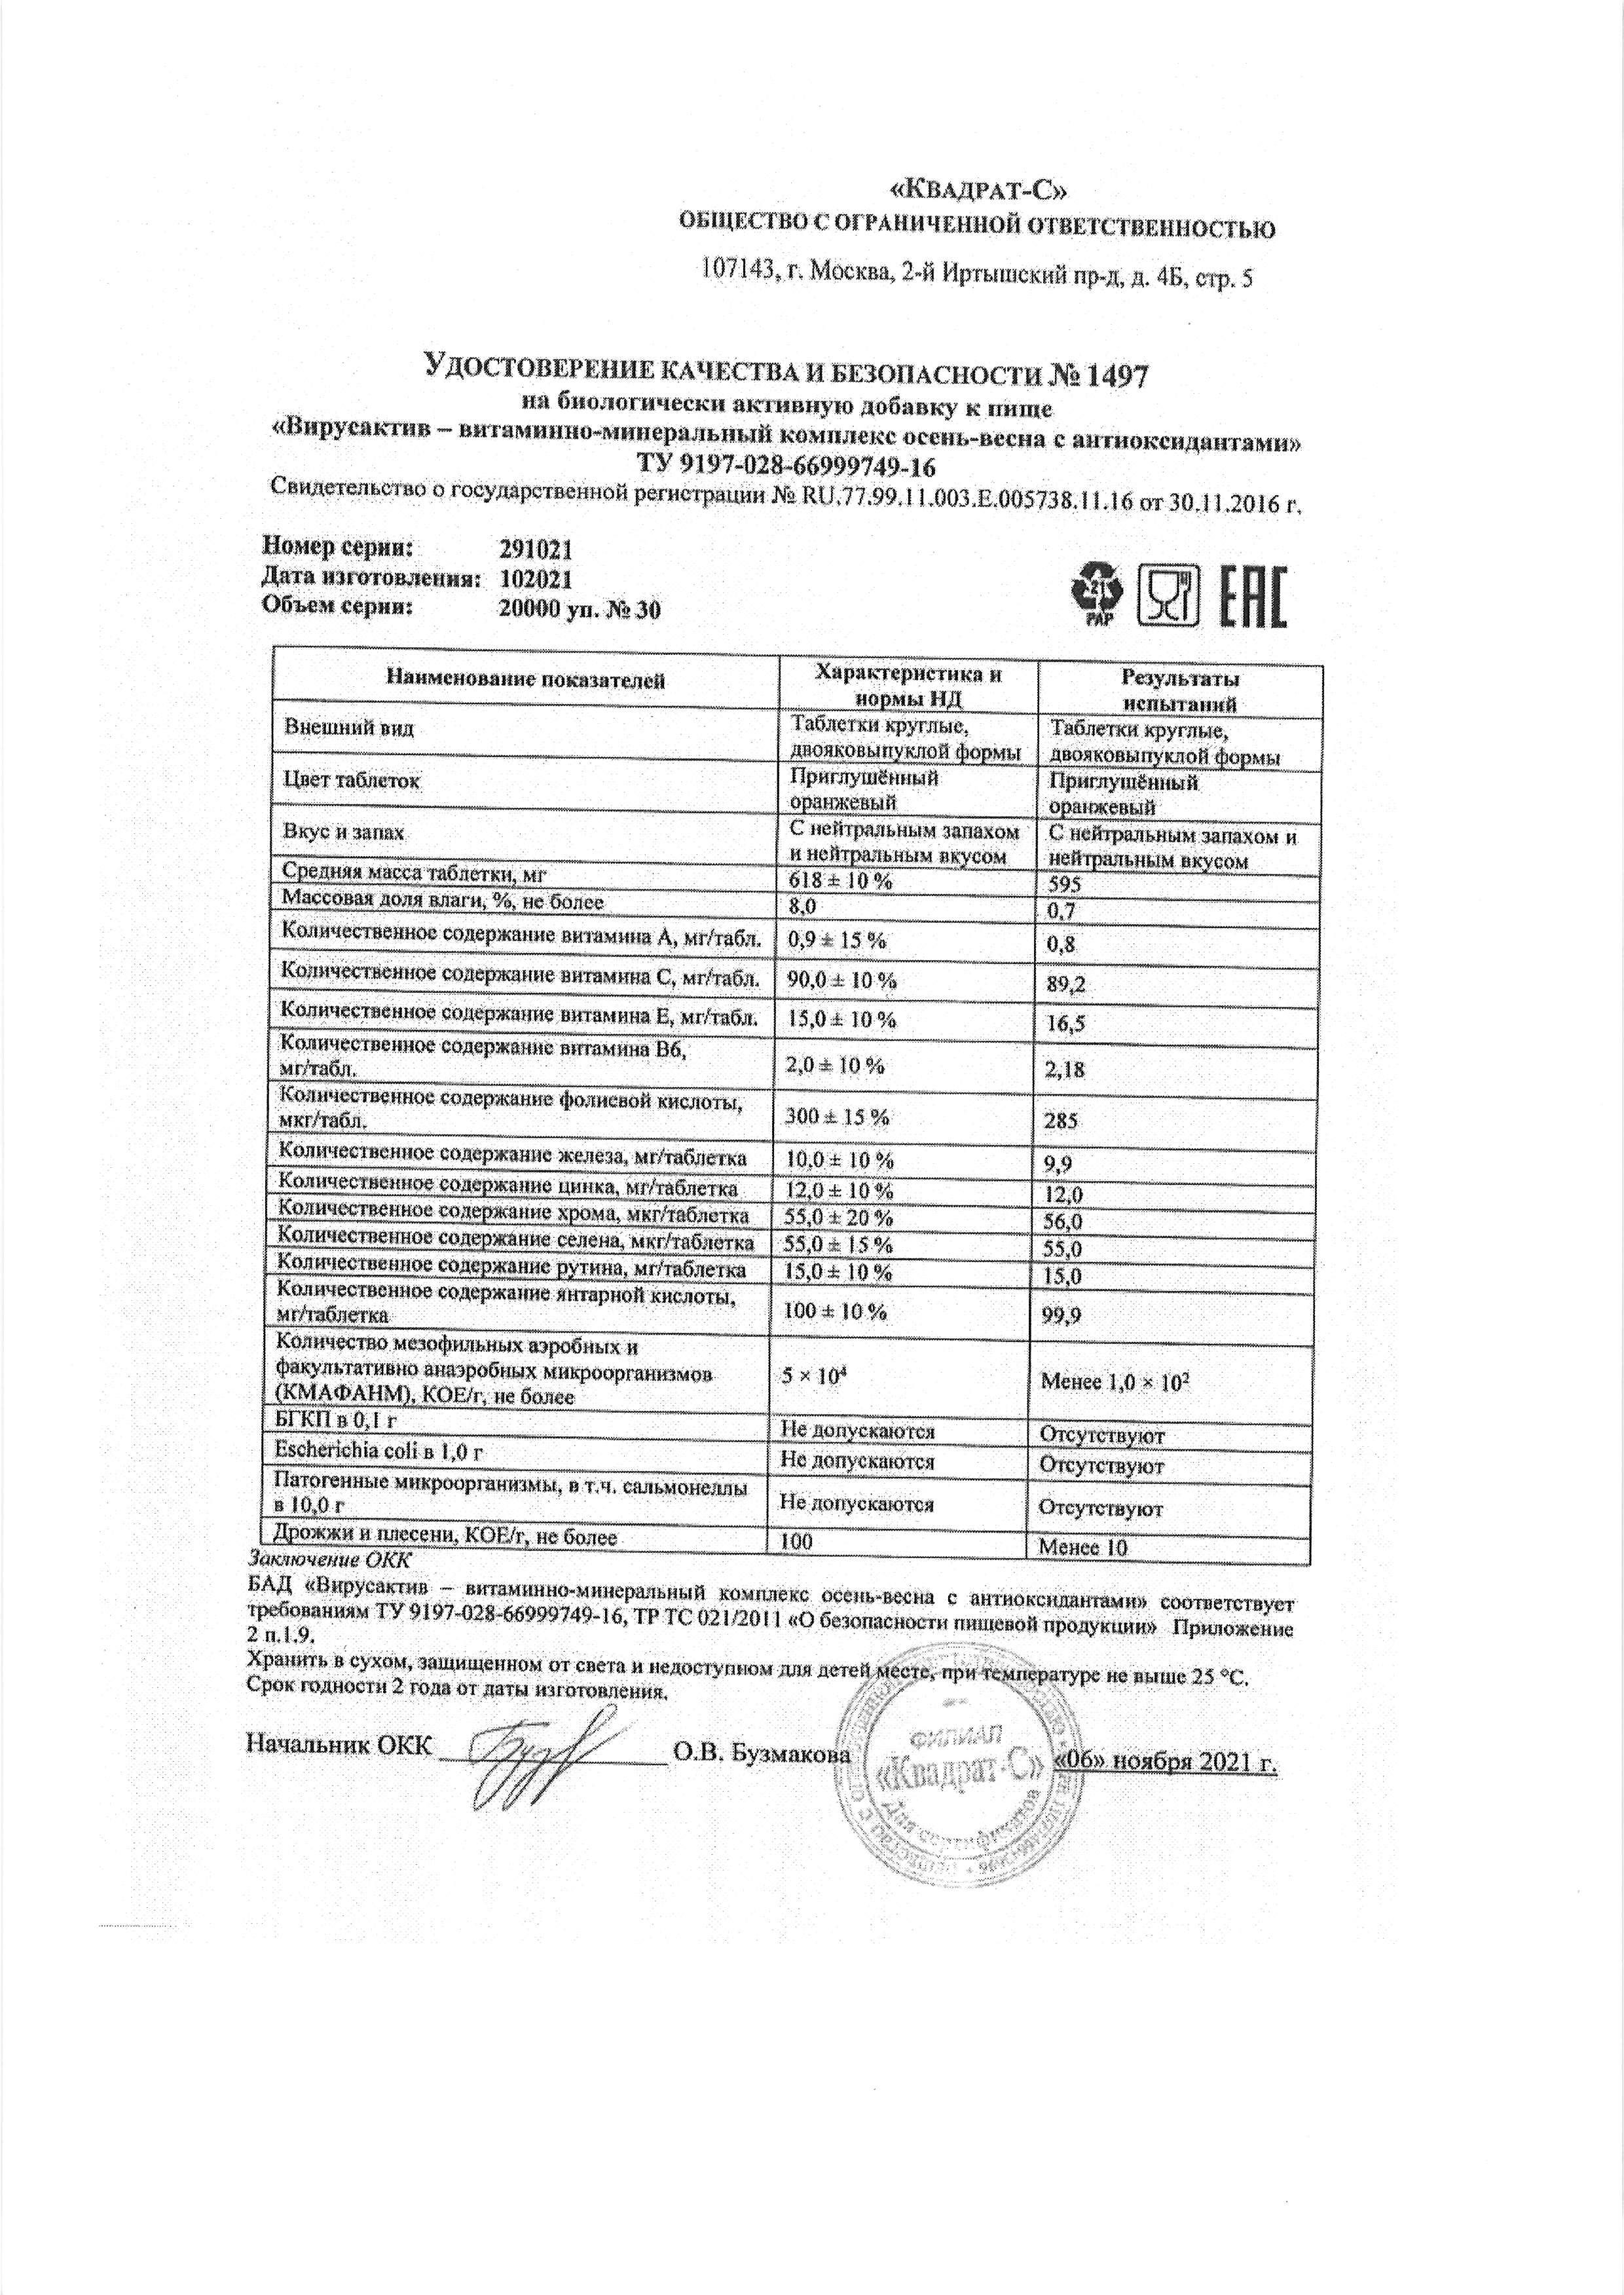 «Квадрат-С»
ОБЩЕСТВО С ОГРАНИЧЕННОЙ ОТВЕТСТВЕННОСТЬЮ
107143, г. Москва, 2-й Иртышский пр-д, д. 4Б, стр. 5
Удостоверение качества и безопасности № 1497
на биологически активную добавку к пище
«Вирусактив – витаминно-минеральный комплекс осень-весна с антиоксидантами»
ТУ 9197-028-66999749-16
Свидетельство о государственной регистрации № RU.77.99.11.003.Е.005738.11.16 от 30.11.2016 г.
Номер серии: 291021
Дата изготовления: 102021
Объем серии: 20000 уп. № 30
21
PAP
EAC
Наименование показателей | Характеристика и нормы НД | Результаты испытаний
Внешний вид | Таблетки круглые, двояковыпуклой формы | Таблетки круглые, двояковыпуклой формы
Цвет таблеток | Приглушённый оранжевый | Приглушённый оранжевый
Вкус и запах | С нейтральным запахом и нейтральным вкусом | С нейтральным запахом и нейтральным вкусом
Средняя масса таблетки, мг | 618 ± 10 % | 595
Массовая доля влаги, %, не более | 8,0 | 0,7
Количественное содержание витамина А, мг/табл. | 0,9 ± 15 % | 0,8
Количественное содержание витамина С, мг/табл. | 90,0 ± 10 % | 89,2
Количественное содержание витамина Е, мг/табл. | 15,0 ± 10 % | 16,5
Количественное содержание витамина В6, мг/табл. | 2,0 ± 10 % | 2,18
Количественное содержание фолиевой кислоты, мкг/табл. | 300 ± 15 % | 285
Количественное содержание железа, мг/таблетка | 10,0 ± 10 % | 9,9
Количественное содержание цинка, мг/таблетка | 12,0 ± 10 % | 12,0
Количественное содержание хрома, мкг/таблетка | 55,0 ± 20 % | 56,0
Количественное содержание селена, мкг/таблетка | 55,0 ± 15 % | 55,0
Количественное содержание рутина, мг/таблетка | 15,0 ± 10 % | 15,0
Количественное содержание янтарной кислоты, мг/таблетка | 100 ± 10 % | 99,9
Количество мезофильных аэробных и факультативно анаэробных микроорганизмов (КМАФАНМ), КОЕ/г, не более | 5 × 10⁴ | Менее 1,0 × 10²
БГКП в 0,1 г | Не допускаются | Отсутствуют
Escherichia coli в 1,0 г | Не допускаются | Отсутствуют
Патогенные микроорганизмы, в т.ч. сальмонеллы в 10,0 г | Не допускаются | Отсутствуют
Дрожжи и плесени, КОЕ/г, не более | 100 | Менее 10
Заключение ОКК
БАД «Вирусактив – витаминно-минеральный комплекс осень-весна с антиоксидантами» соответствует
требованиям ТУ 9197-028-66999749-16, ТР ТС 021/2011 «О безопасности пищевой продукции» Приложение
2 п.1.9.
Хранить в сухом, защищенном от света и недоступном для детей месте, при температуре не выше 25 °С.
Срок годности 2 года от даты изготовления.
Начальник ОКК О.В. Бузмакова «06» ноября 2021 г.
ФИЛИАЛ
«Квадрат-С»
Для сертификатов